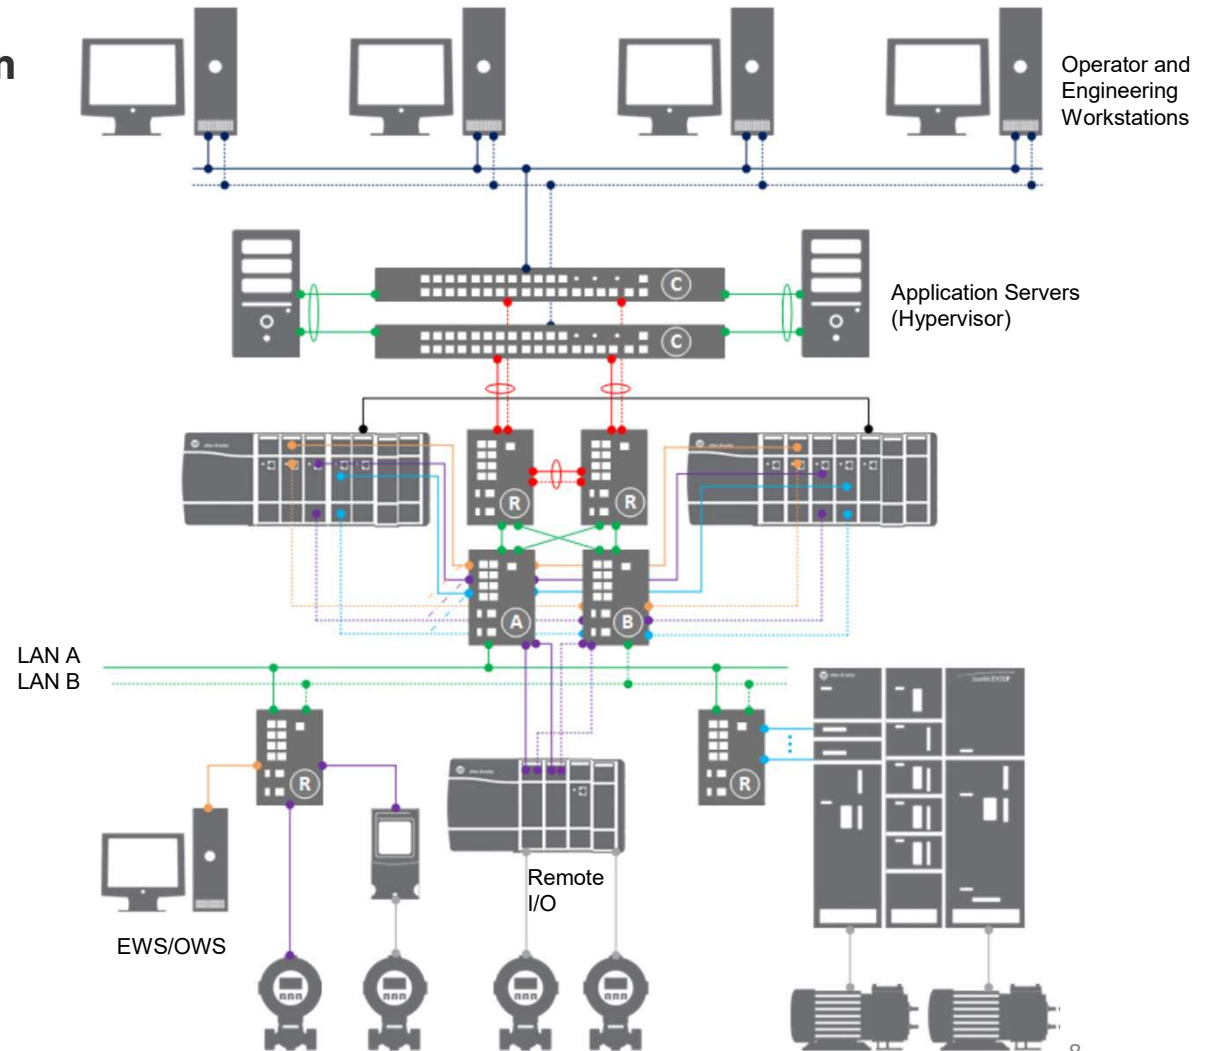 n
Operator and
Engineering
Workstations
C
Application Servers
(Hypervisor)
C
R
R
A
B
LAN A
LAN B
R
R
Remote
I/O
EWS/OWS